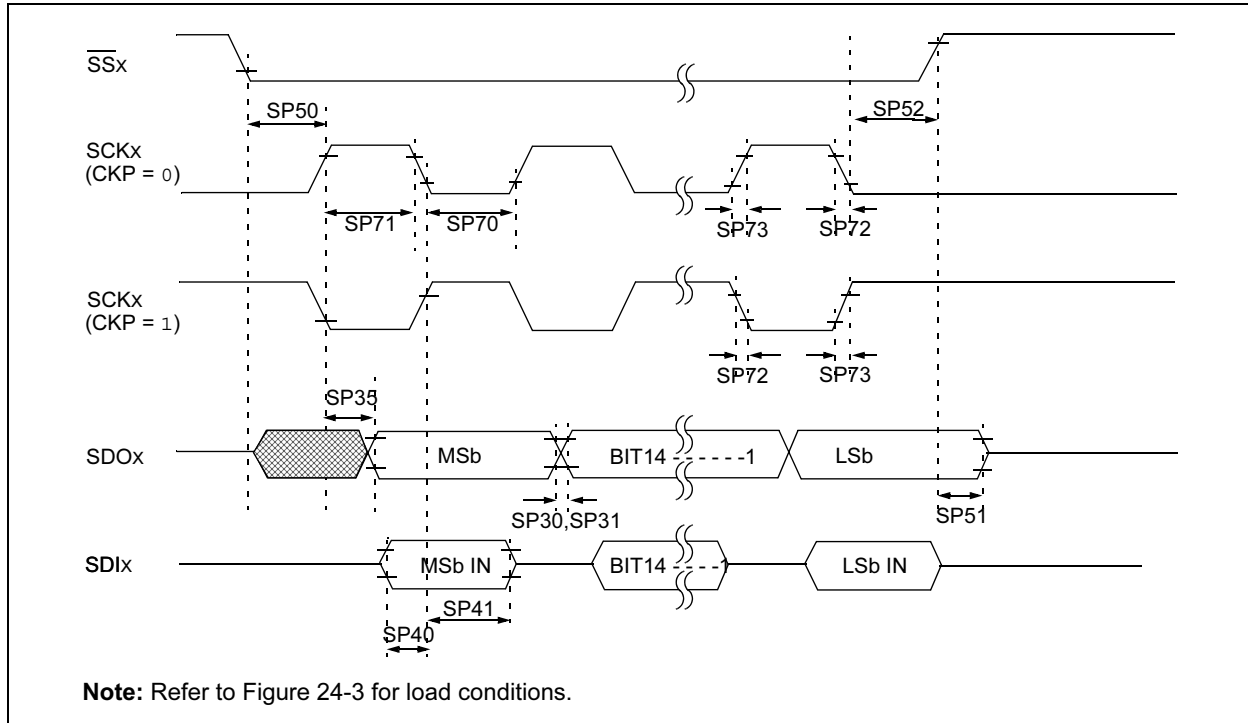 SSx
SP50
SP52
SCKx
(CKP = 0)
SP71
SP70
SP73
SP72
SCKx
(CKP = 1)
SP72
SP73
SP35
SDOx
MSb
BIT14 - - - - - -1
LSb
SP30,SP31
SP51
SDIx
MSb IN
BIT14 - - - -1
LSb IN
SP41
SP40
Note: Refer to Figure 24-3 for load conditions.